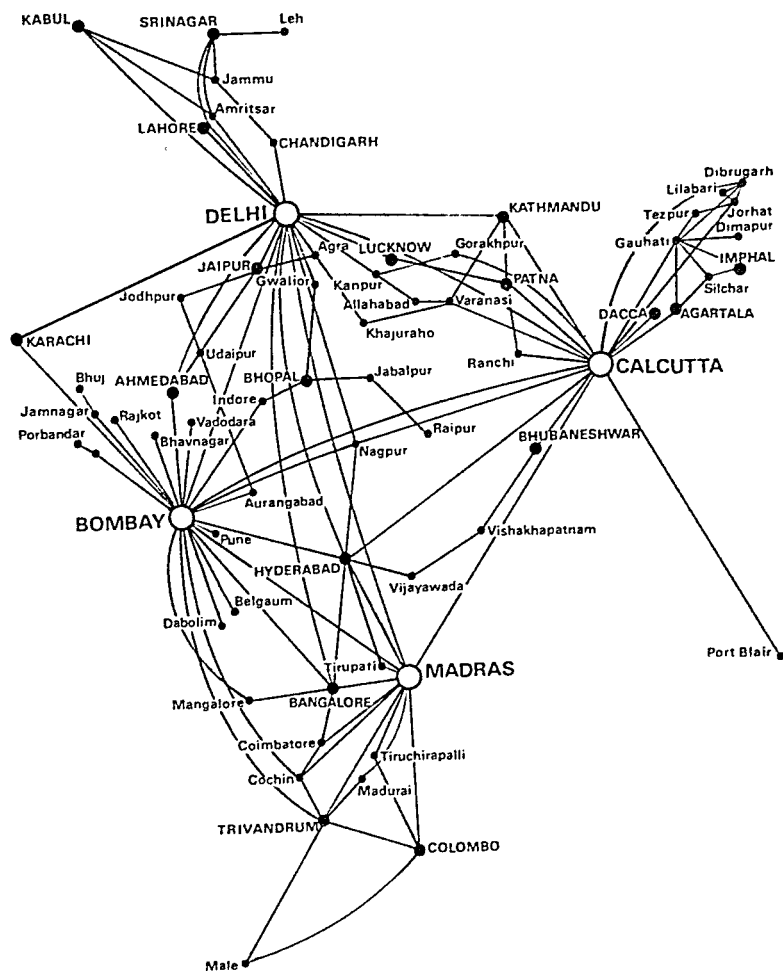 KABUL
SRINAGAR
Leh
Jammu
Amritsar
LAHORE
CHANDIGARH
DELHI
KATHMANDU
Dibrugarh
Lilabari
Tezpur
Jorhat
Dimapur
Gauhati
IMPHAL
Silchar
DACCA
AGARTALA
Agra
LUCKNOW
Gorakhpur
JAIPUR
Gwalior
Kanpur
PATNA
Jodhpur
Allahabad
Varanasi
Khajuraho
KARACHI
Udaipur
Ranchi
CALCUTTA
Bhuj
AHMEDABAD
BHOPAL
Jabalpur
Indore
Jamnagar
Rajkot
Vadodara
Porbandar
Bhavnagar
Raipur
Nagpur
BHUBANESHWAR
Aurangabad
BOMBAY
Pune
Vishakhapatnam
HYDERABAD
Vijayawada
Belgaum
Dabolim
Port Blair
Tirupati
MADRAS
Mangalore
BANGALORE
Coimbatore
Tiruchirapalli
Cochin
Madurai
TRIVANDRUM
COLOMBO
Male